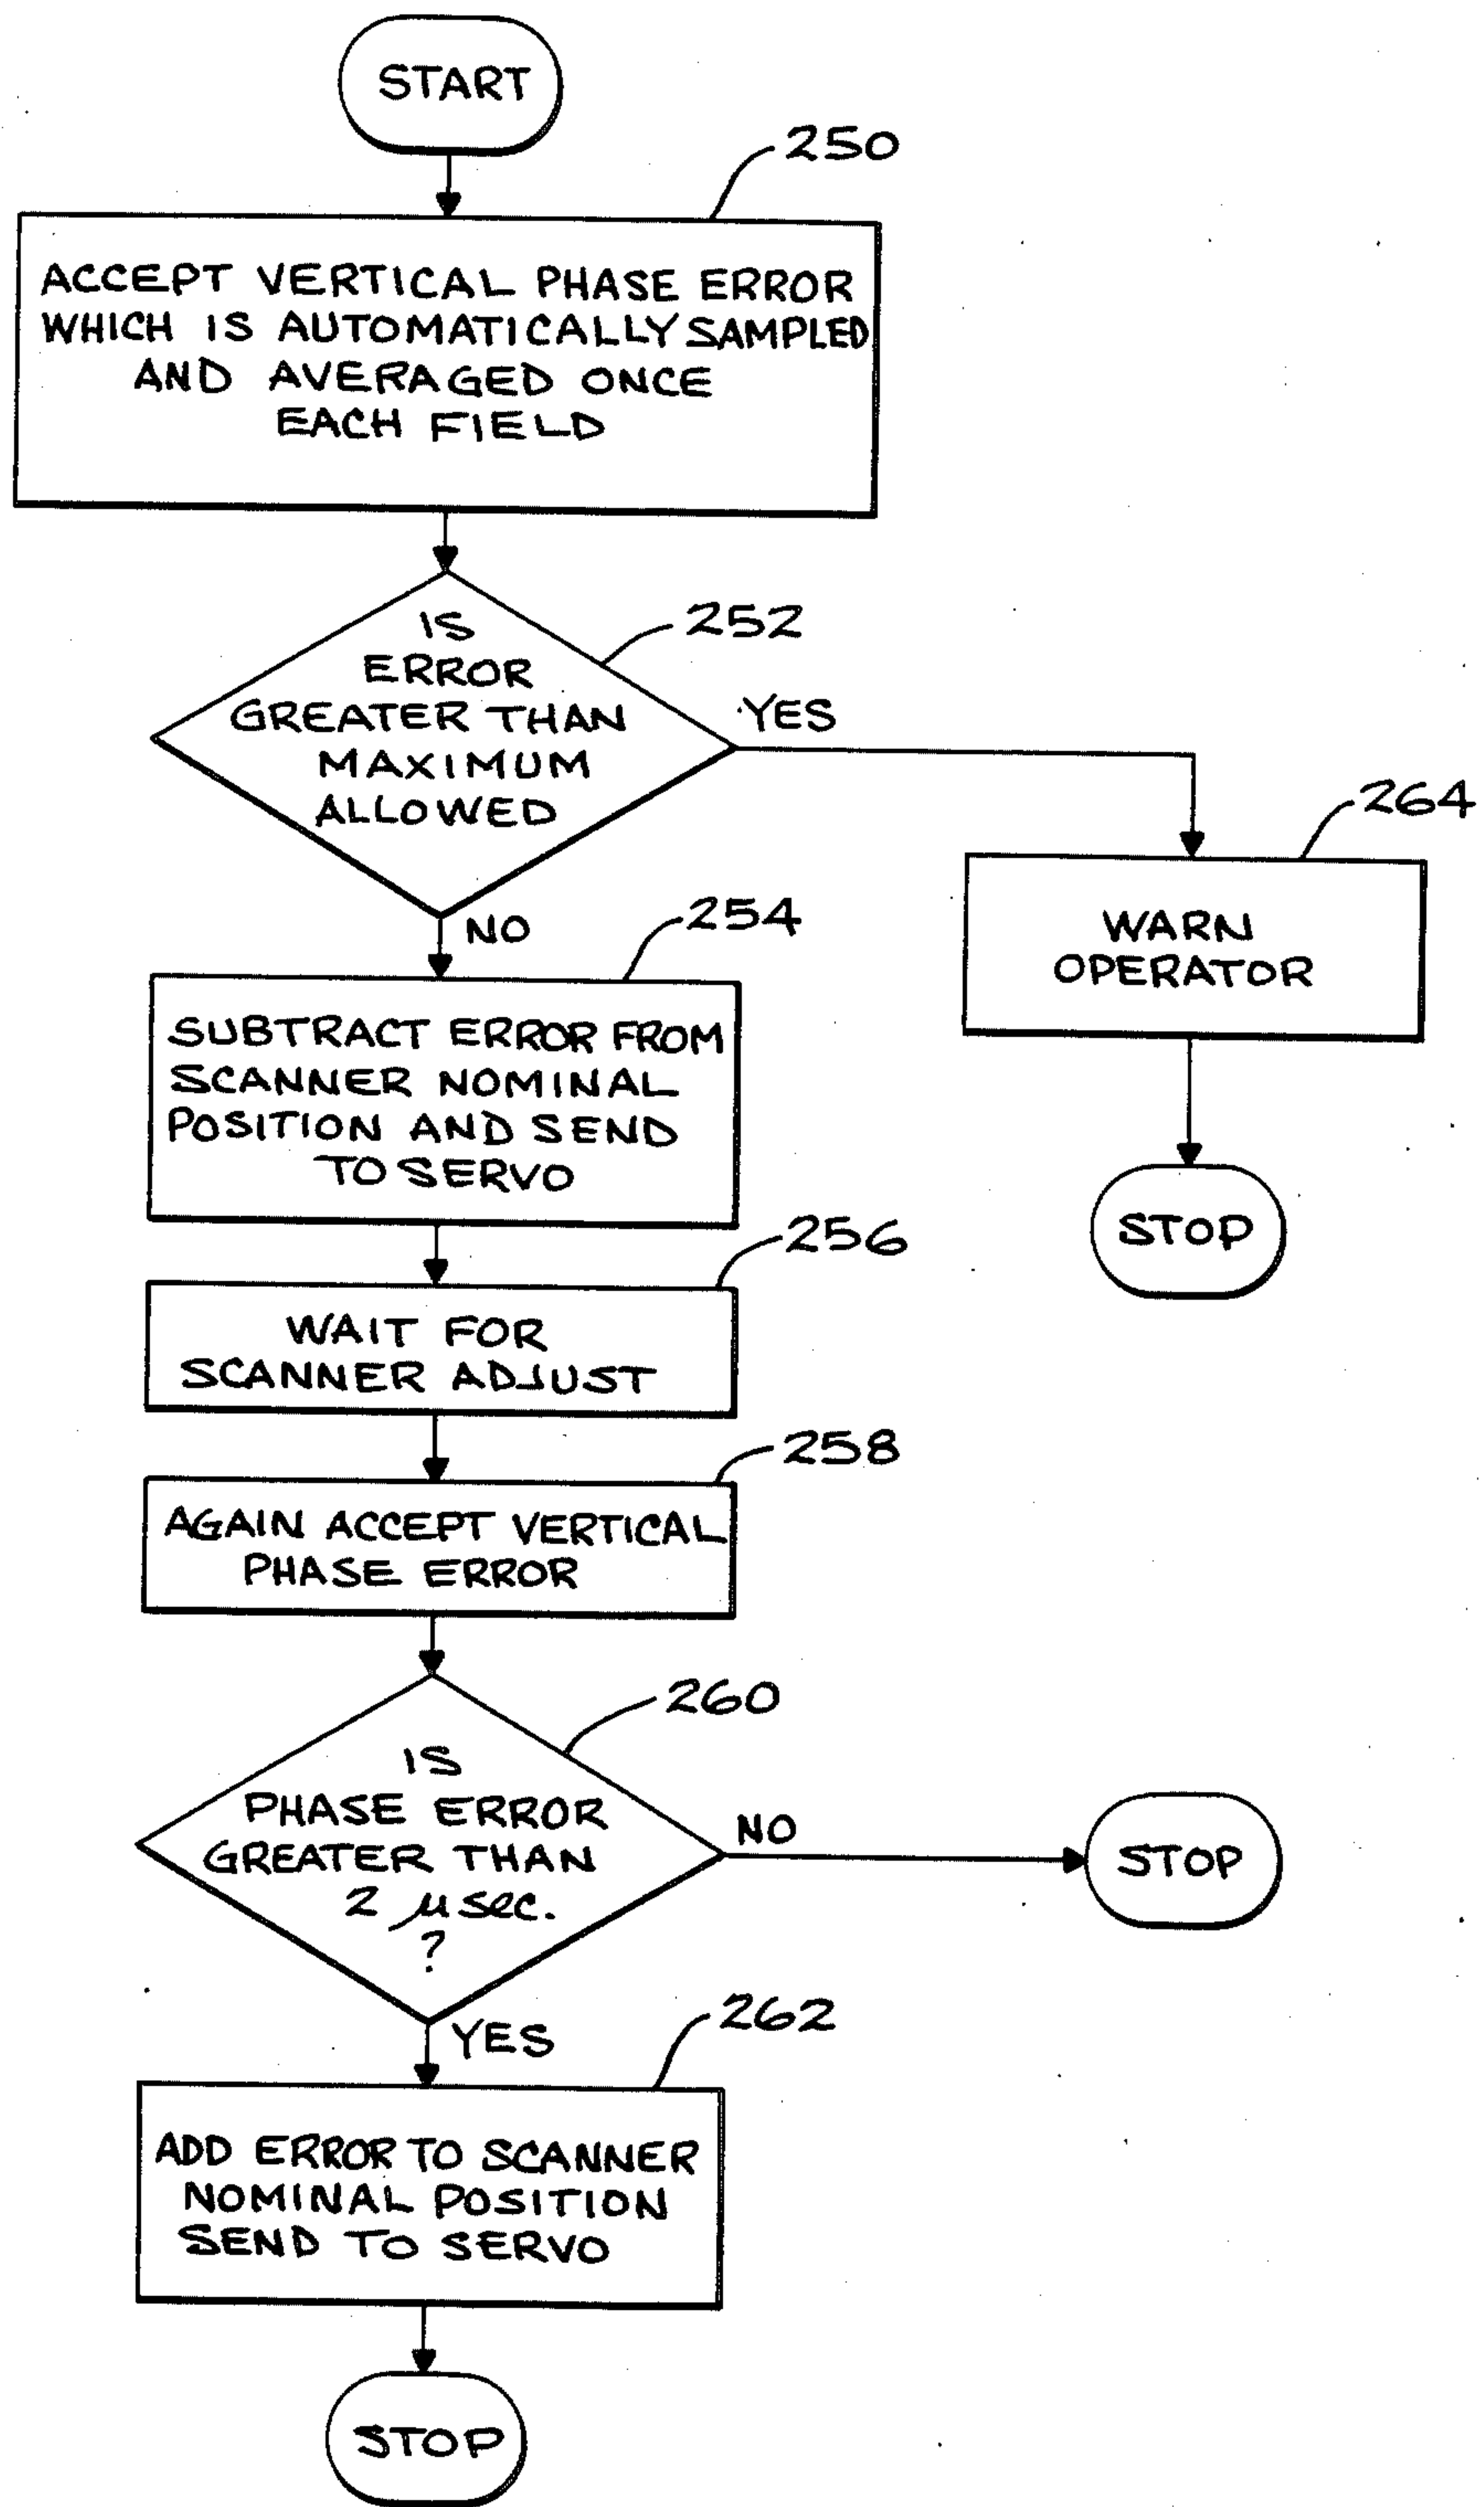 START
250
ACCEPT VERTICAL PHASE ERROR
WHICH IS AUTOMATICALLY SAMPLED
AND AVERAGED ONCE
EACH FIELD
252
IS
ERROR
GREATER THAN
MAXIMUM
ALLOWED
YES
264
WARN
OPERATOR
STOP
NO
254
SUBTRACT ERROR FROM
SCANNER NOMINAL
POSITION AND SEND
TO SERVO
256
WAIT FOR
SCANNER ADJUST
258
AGAIN ACCEPT VERTICAL
PHASE ERROR
260
IS
PHASE ERROR
GREATER THAN
2 μsec.
?
NO
STOP
YES
262
ADD ERROR TO SCANNER
NOMINAL POSITION
SEND TO SERVO
STOP